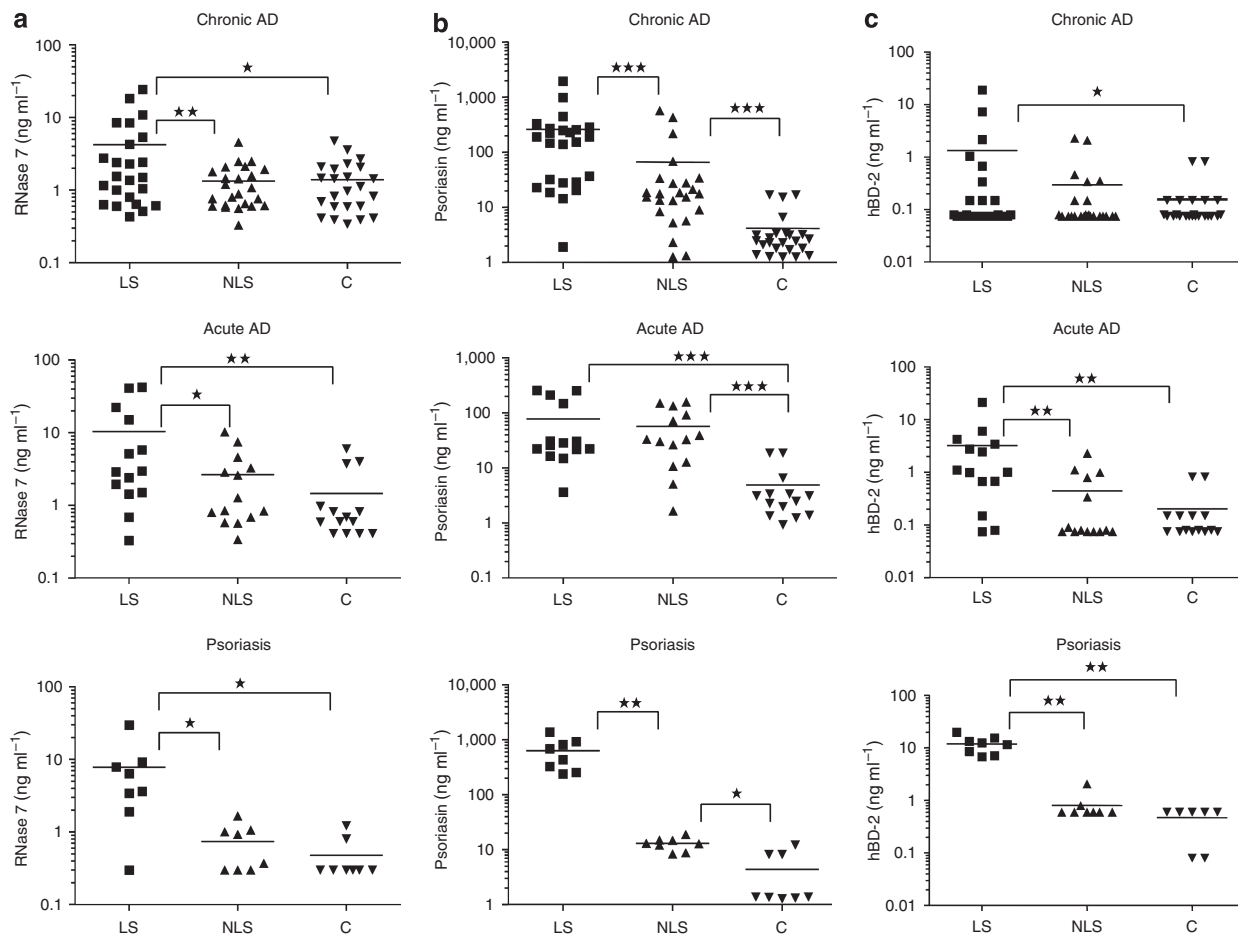 a
Chronic AD
RNase 7 (ng ml⁻¹)
100
10
1
0.1
★
★★
LS NLS C
b
Chronic AD
Psoriasin (ng ml⁻¹)
10,000
1,000
100
10
1
★★★
★★★
LS NLS C
c
Chronic AD
hBD-2 (ng ml⁻¹)
100
10
1
0.1
0.01
★
LS NLS C
Acute AD
RNase 7 (ng ml⁻¹)
100
10
1
0.1
★★
★
LS NLS C
Acute AD
Psoriasin (ng ml⁻¹)
1,000
100
10
1
0.1
★★★
★★★
LS NLS C
Acute AD
hBD-2 (ng ml⁻¹)
100
10
1
0.1
0.01
★★
★★
LS NLS C
Psoriasis
RNase 7 (ng ml⁻¹)
100
10
1
0.1
★
★
LS NLS C
Psoriasis
Psoriasin (ng ml⁻¹)
10,000
1,000
100
10
1
★★
★
LS NLS C
Psoriasis
hBD-2 (ng ml⁻¹)
100
10
1
0.1
0.01
★★
★★
LS NLS C